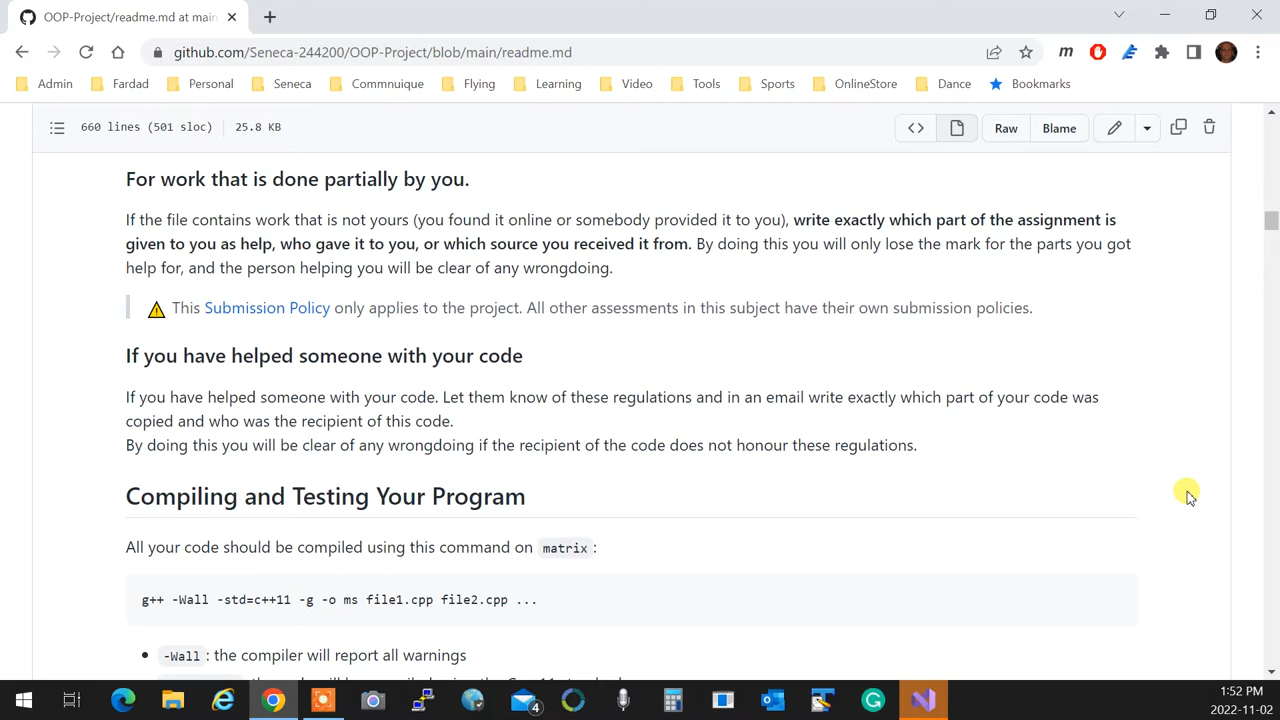 OOP-Project/readme.md at main
github.com/Seneca-244200/OOP-Project/blob/main/readme.md
Admin Fardad Personal Seneca Commnuique Flying Learning Video Tools Sports OnlineStore Dance Bookmarks
660 lines (501 sloc) 25.8 KB Raw Blame
For work that is done partially by you.
If the file contains work that is not yours (you found it online or somebody provided it to you), write exactly which part of the assignment is
given to you as help, who gave it to you, or which source you received it from. By doing this you will only lose the mark for the parts you got
help for, and the person helping you will be clear of any wrongdoing.
This Submission Policy only applies to the project. All other assessments in this subject have their own submission policies.
If you have helped someone with your code
If you have helped someone with your code. Let them know of these regulations and in an email write exactly which part of your code was
copied and who was the recipient of this code.
By doing this you will be clear of any wrongdoing if the recipient of the code does not honour these regulations.
Compiling and Testing Your Program
All your code should be compiled using this command on matrix:
g++ -Wall -std=c++11 -g -o ms file1.cpp file2.cpp ...
-Wall: the compiler will report all warnings
4
1:52 PM
2022-11-02